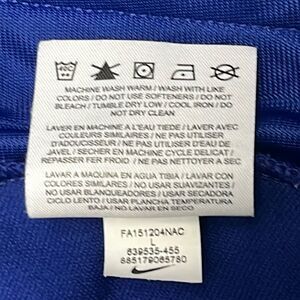 40C
MACHINE WASH WARM / WASH WITH LIKE
COLORS / DO NOT USE SOFTENERS / DO NOT
BLEACH / TUMBLE DRY LOW / COOL IRON / DO
NOT DRY CLEAN
LAVER EN MACHINE A L'EAU TIEDE / LAVER AVEC
COULEURS SIMILAIRES / NE PAS UTILISER
D'ADOUCISSEUR / NE PAS UTILISER D'EAU DE
JAVEL / SECHER EN MACHINE CYCLE DELICAT /
REPASSER FER FROID / NE PAS NETTOYER A SEC
LAVAR A MAQUINA EN AGUA TIBIA / LAVAR CON
COLORES SIMILARES / NO USAR SUAVIZANTES /
NO USAR BLANQUEADOR / USAR SECADORA
CICLO LENTO / USAR PLANCHA TEMPERATURA
BAJA / NO LAVAR EN SECO
FA151204NAC
L
639535-455
885179065780